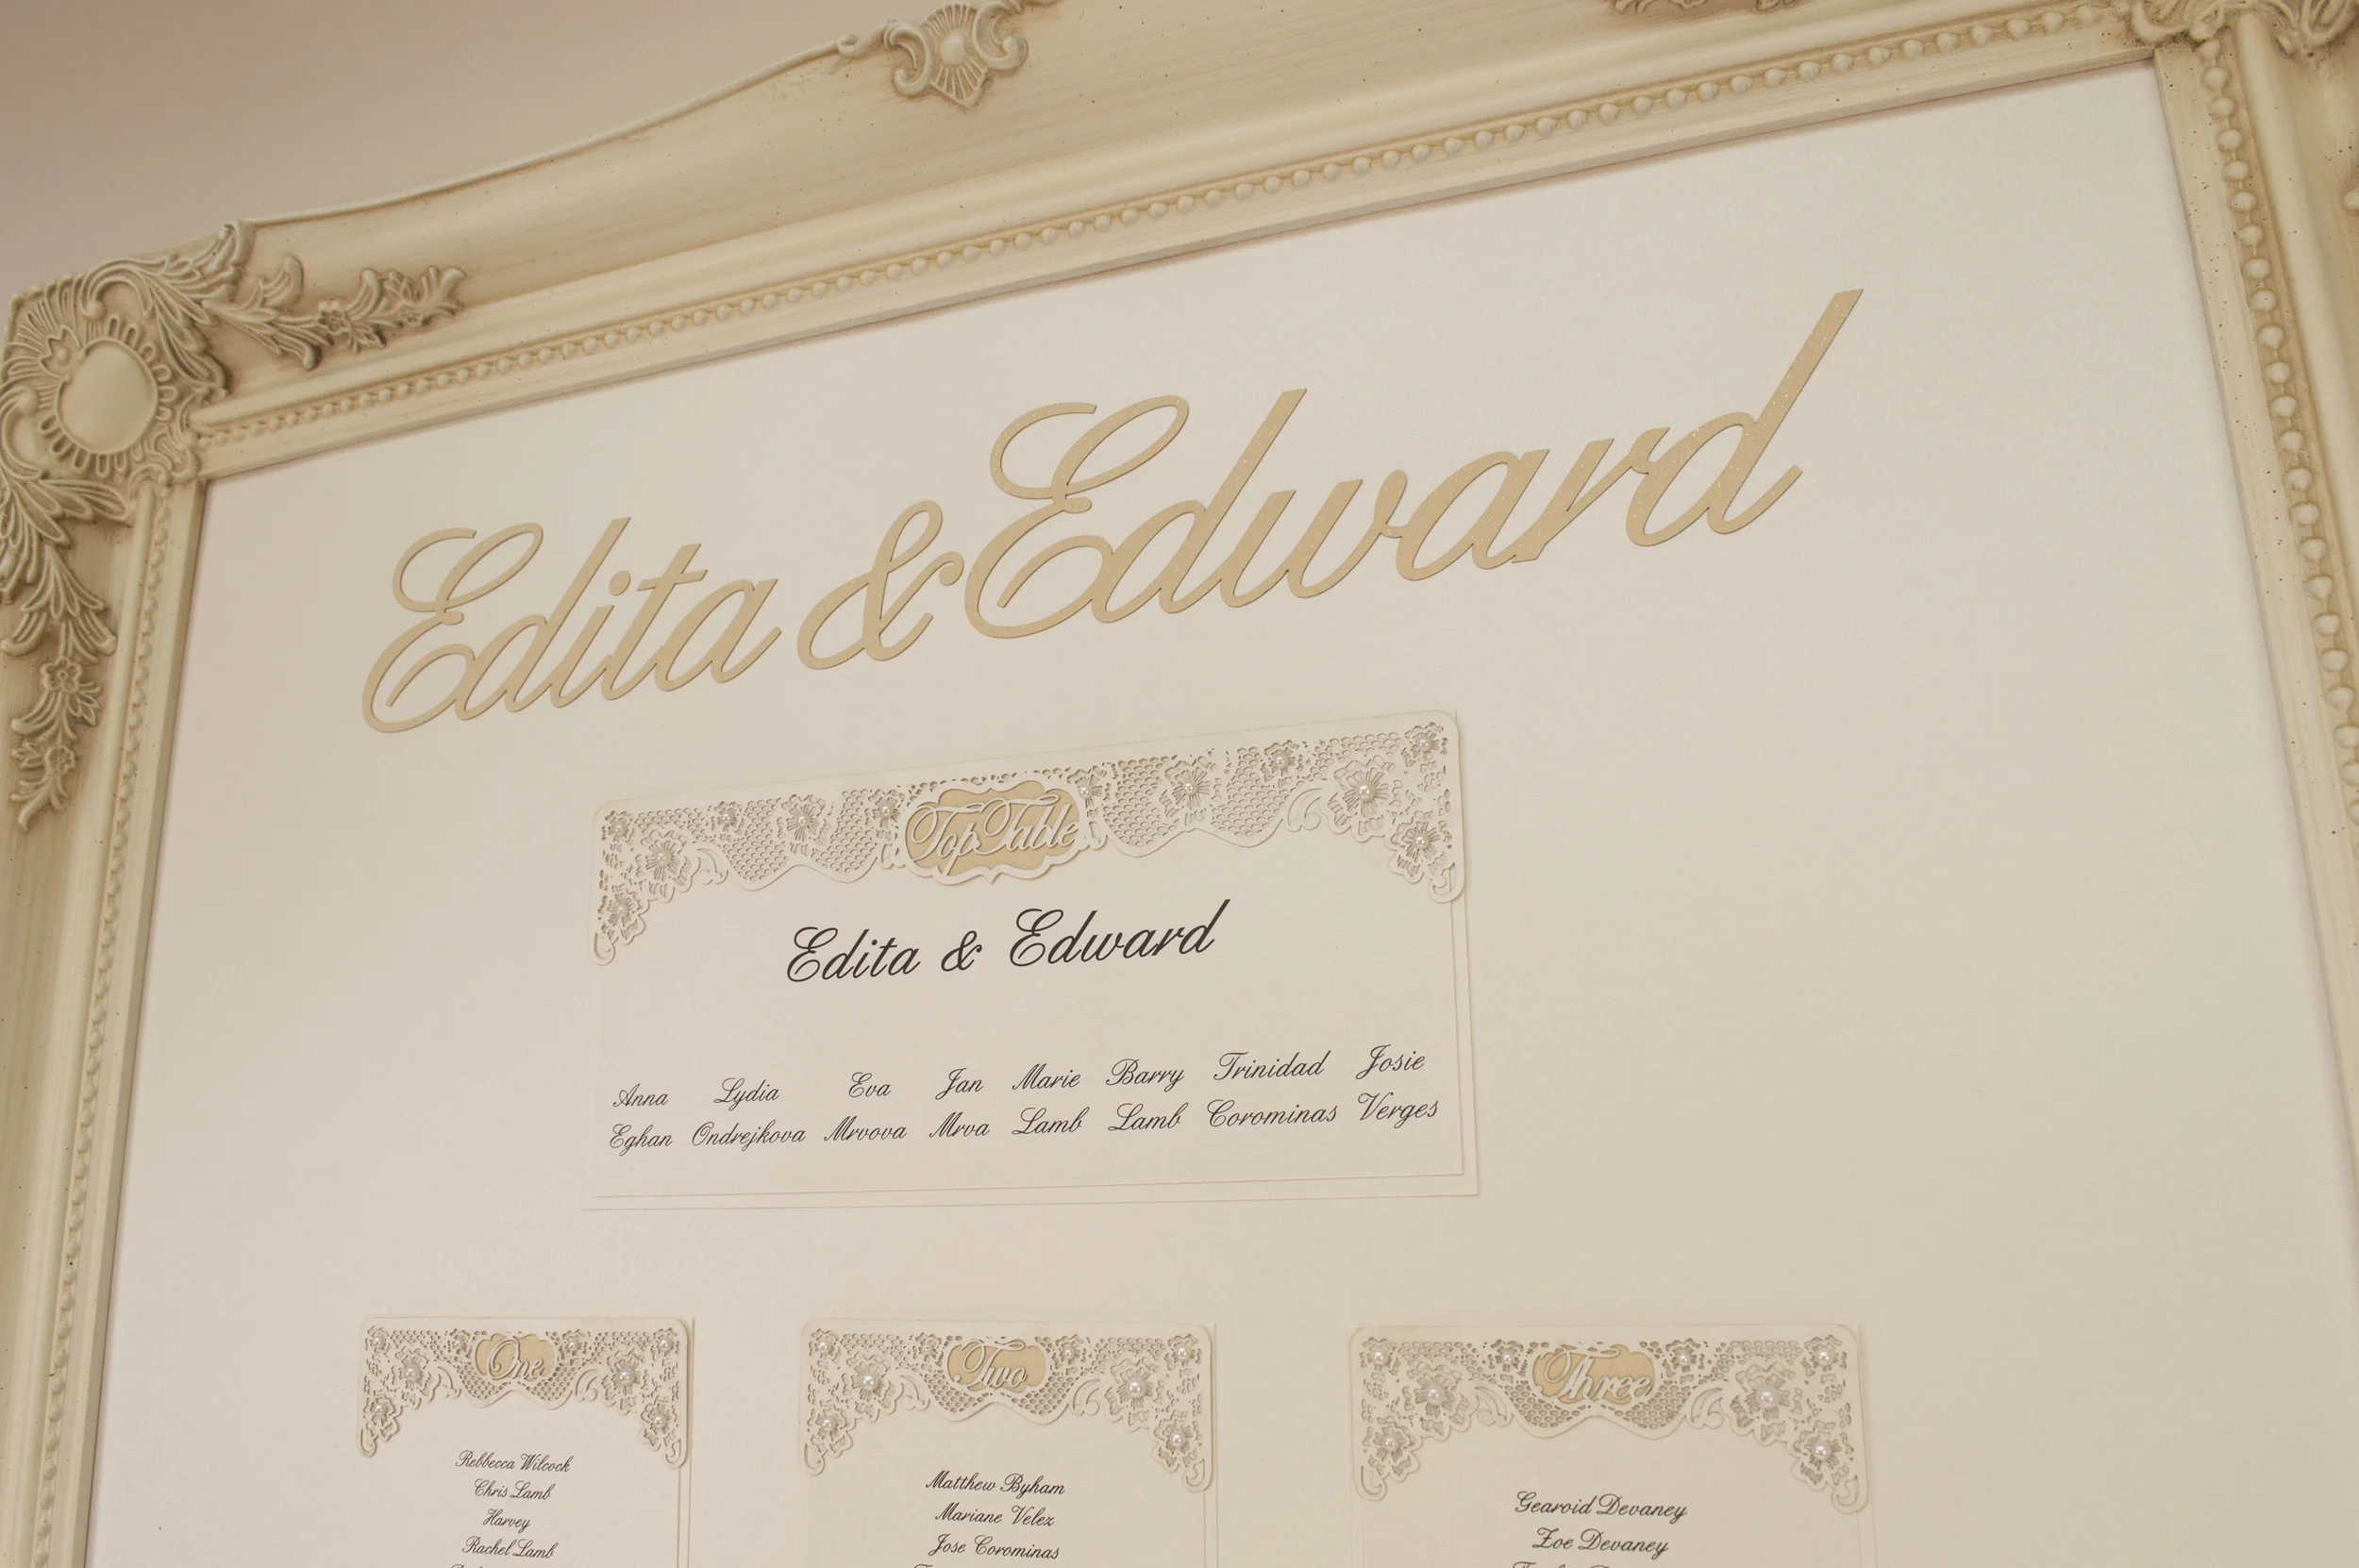 Edita & Edward
Top Table
Edita & Edward
Anna Lydia Eva Jan Marie Barry Trinidad Josie
Eghan Ondrejkova Mrvova Mrva Lamb Lamb Corominas Verges
One
Rebbecca Wilcock
Chris Lamb
Harvey
Rachel Lamb
Two
Matthew Byham
Mariane Velez
Jose Corominas
Three
Gearoid Devaney
Zoe Devaney